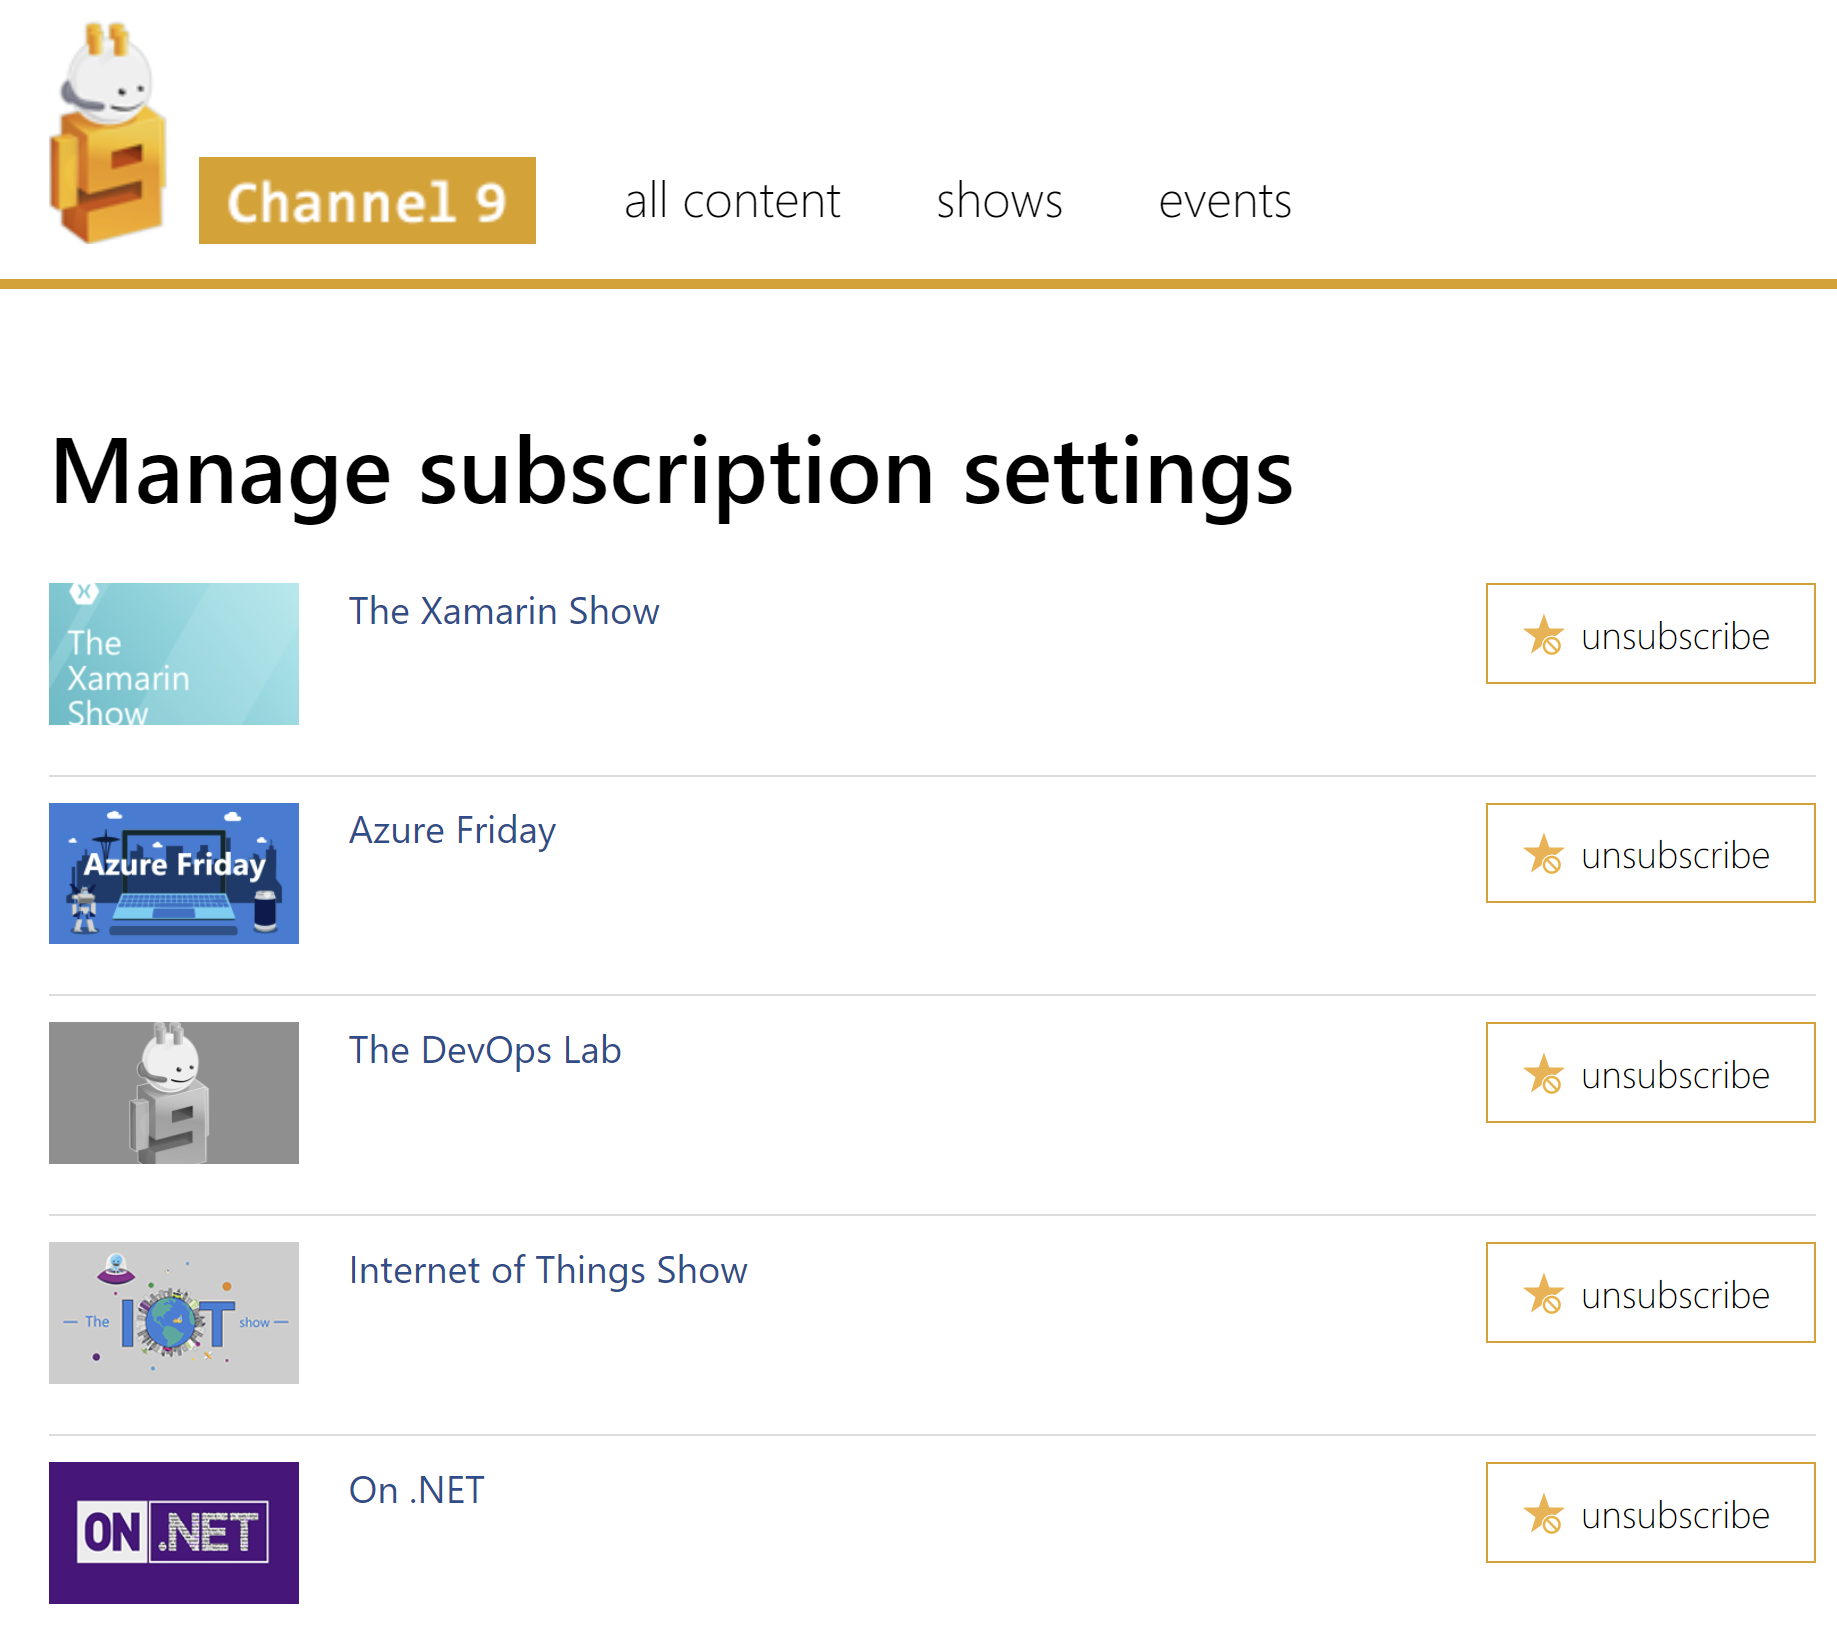 Channel 9
all content
shows
events
Manage subscription settings
The
Xamarin
Show
The Xamarin Show
unsubscribe
Azure Friday
Azure Friday
unsubscribe
The DevOps Lab
unsubscribe
The IOT show
Internet of Things Show
unsubscribe
ON .NET
On .NET
unsubscribe